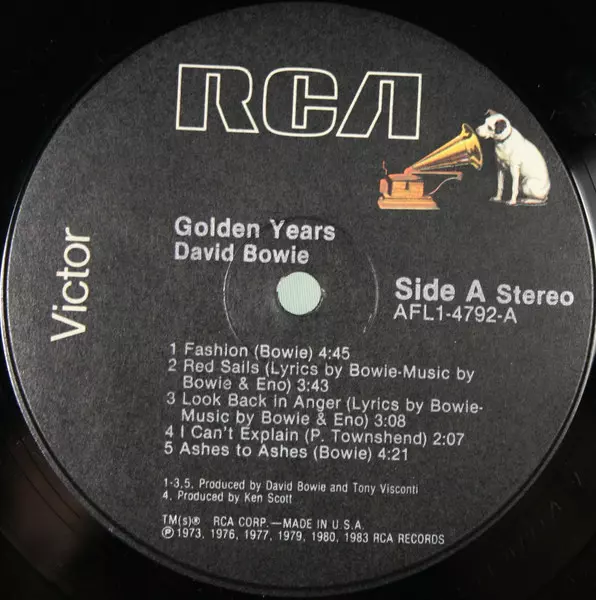 RCA
Victor
Golden Years
David Bowie
Side A Stereo
AFL1-4792-A
1 Fashion (Bowie) 4:45
2 Red Sails (Lyrics by Bowie-Music by
Bowie & Eno) 3:43
3 Look Back in Anger (Lyrics by Bowie-
Music by Bowie & Eno) 3:08
4 I Can't Explain (P. Townshend) 2:07
5 Ashes to Ashes (Bowie) 4:21
1-3,5, Produced by David Bowie and Tony Visconti
4. Produced by Ken Scott
TM(s)® RCA CORP.—MADE IN U.S.A.
℗ 1973, 1976, 1977, 1979, 1980, 1983 RCA RECORDS